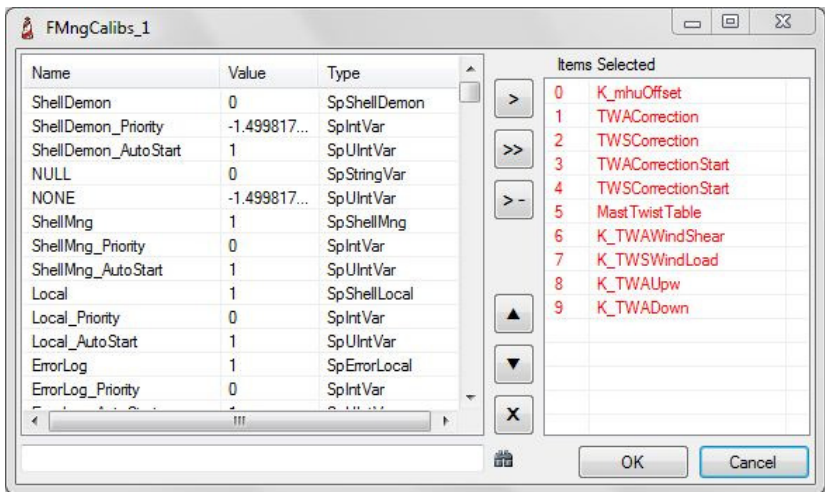 FMngCalibs_1
Name Value Type
ShellDemon 0 SpShellDemon
ShellDemon_Priority -1.499817... SpIntVar
ShellDemon_AutoStart 1 SpUIntVar
NULL 0 SpStringVar
NONE -1.499817... SpUIntVar
ShellMng 1 SpShellMng
ShellMng_Priority 0 SpIntVar
ShellMng_AutoStart 1 SpUIntVar
Local 1 SpShellLocal
Local_Priority 0 SpIntVar
Local_AutoStart 1 SpUIntVar
ErrorLog 1 SpErrorLocal
ErrorLog_Priority 0 SpIntVar
>
>>
> -
X
Items Selected
0 K_mhuOffset
1 TWACorrection
2 TWSCorrection
3 TWACorrectionStart
4 TWSCorrectionStart
5 MastTwistTable
6 K_TWAWindShear
7 K_TWSWindLoad
8 K_TWAUpw
9 K_TWADown
OK Cancel